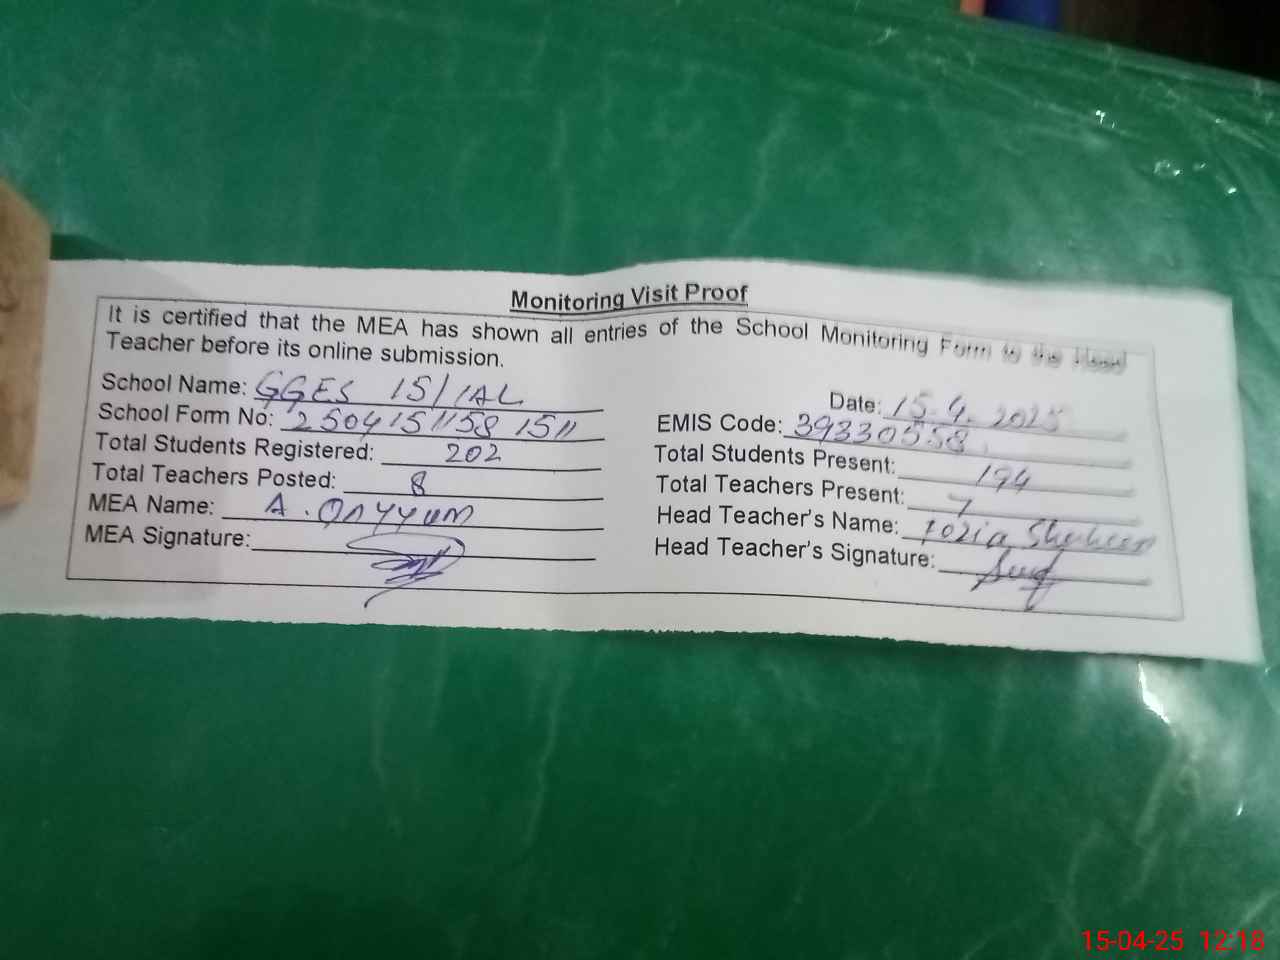 Monitoring Visit Proof
It is certified that the MEA has shown all entries of the School Monitoring Form to the Head
Teacher before its online submission.
School Name: GGES 15/1AL
Date: 15.4.2025
School Form No: 2504151158 1511
EMIS Code: 39330558
Total Students Registered: 202
Total Students Present: 194
Total Teachers Posted: 8
Total Teachers Present: 7
MEA Name: A. QAYYUM
Head Teacher's Name: Fozia Shaheen
MEA Signature:
Head Teacher's Signature:
15-04-25 12:18